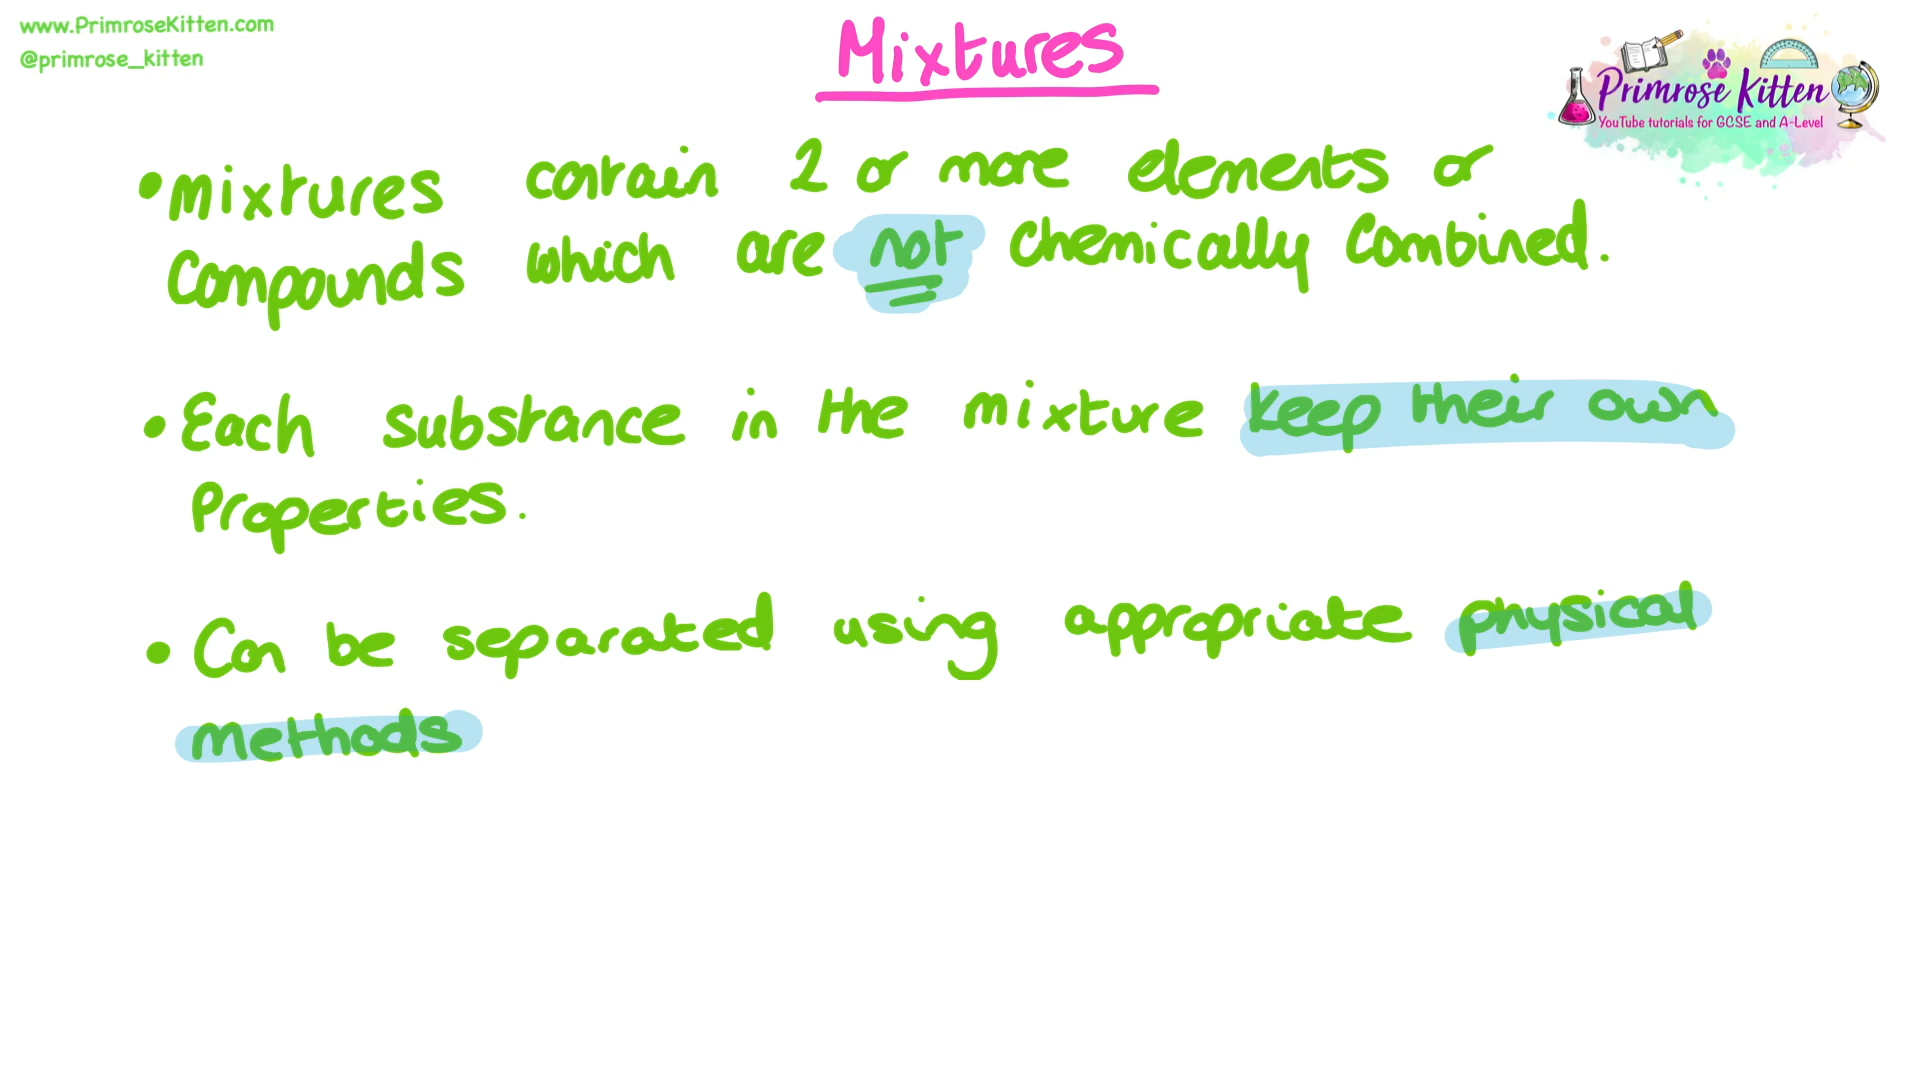 www.PrimroseKitten.com
@primrose_kitten
Mixtures
Primrose Kitten
YouTube tutorials for GCSE and A-Level
• Mixtures contain 2 or more elements or
Compounds which are not chemically combined.
• Each substance in the mixture keep their own
Properties.
• Can be separated using appropriate physical
methods